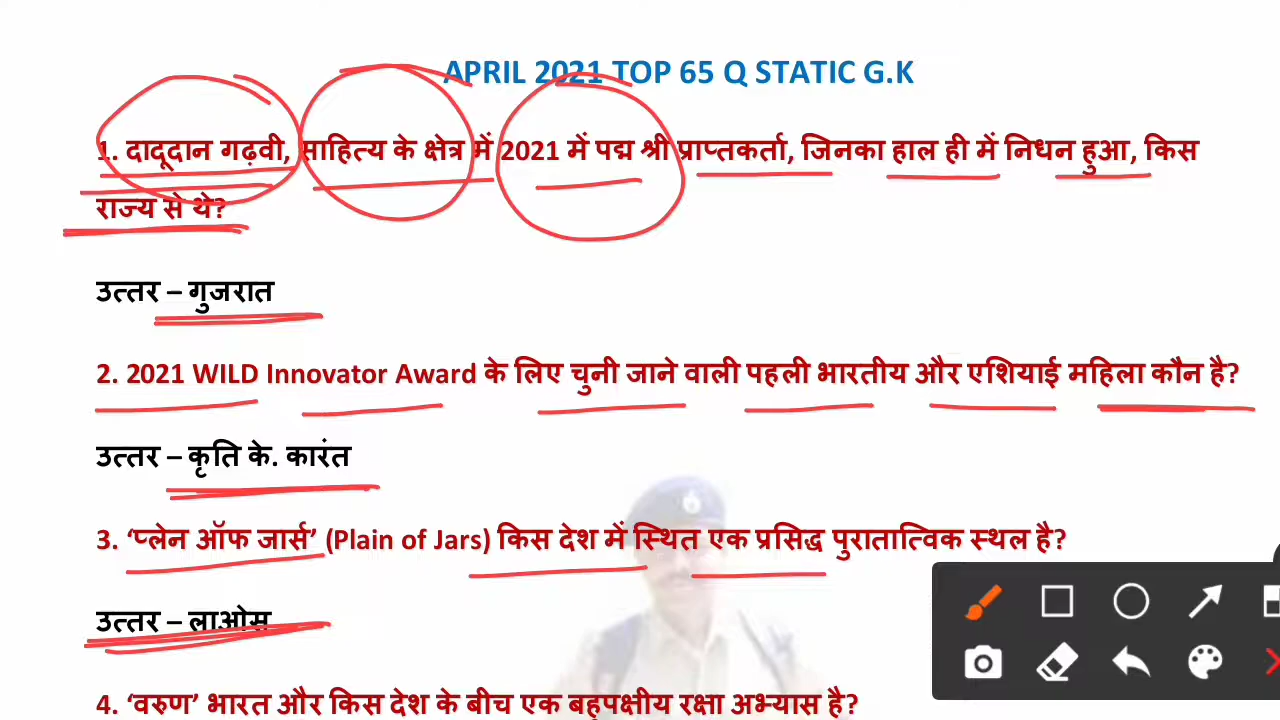 APRIL 2021 TOP 65 Q STATIC G.K
1. दादूदान गढ़वी, साहित्य के क्षेत्र में 2021 में पद्म श्री प्राप्तकर्ता, जिनका हाल ही में निधन हुआ, किस
राज्य से थे?
उत्तर – गुजरात
2. 2021 WILD Innovator Award के लिए चुनी जाने वाली पहली भारतीय और एशियाई महिला कौन है?
उत्तर – कृति के. कारंत
3. ‘प्लेन ऑफ जार्स’ (Plain of Jars) किस देश में स्थित एक प्रसिद्ध पुरातात्विक स्थल है?
उत्तर – लाओस
4. ‘वरुण’ भारत और किस देश के बीच एक बहुपक्षीय रक्षा अभ्यास है?